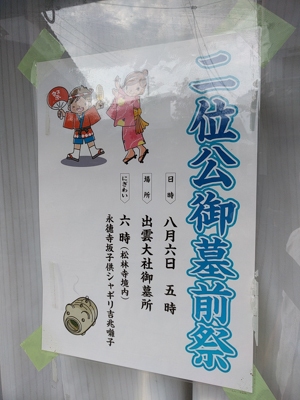 二位公御墓前祭
日時 八月六日 五時
場所 出雲大社御墓所
にぎわい 六時(松林寺境内)
永徳寺坂子供シャギリ吉兆囃子